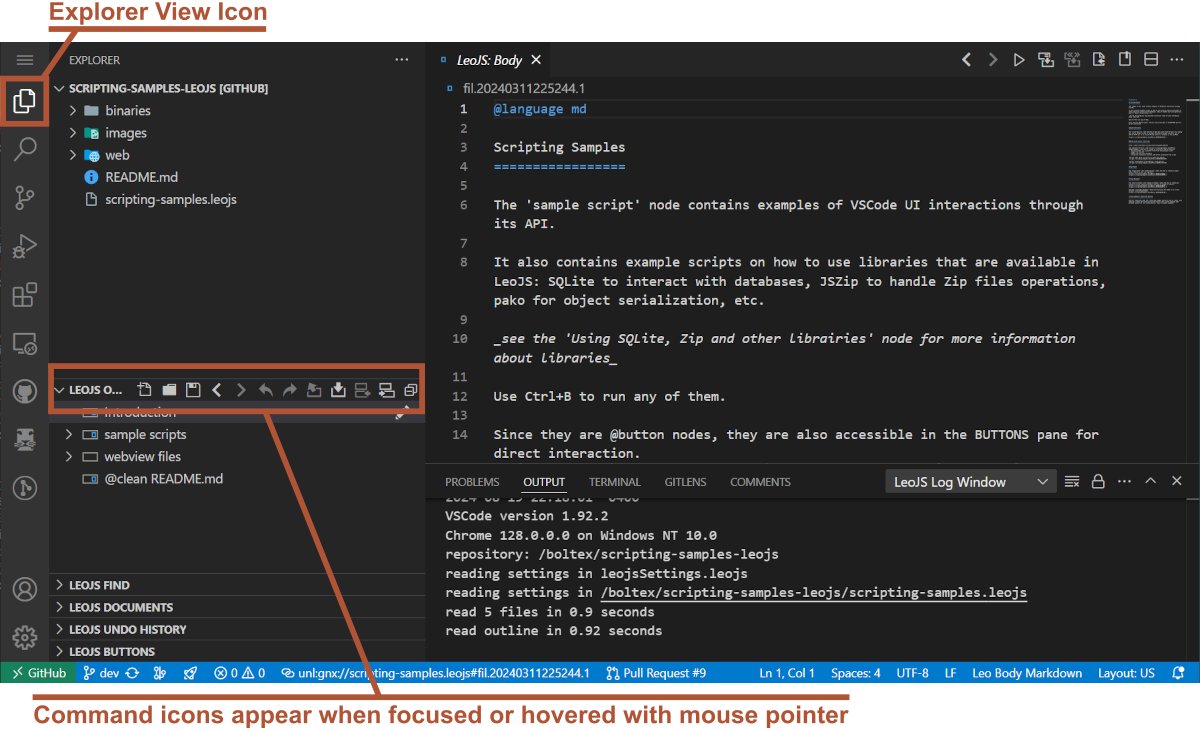 Explorer View Icon
EXPLORER
SCRIPTING-SAMPLES-LEOJS [GITHUB]
binaries
images
web
README.md
scripting-samples.leojs
LEOJS O...
introduction
sample scripts
webview files
@clean README.md
LEOJS FIND
LEOJS DOCUMENTS
LEOJS UNDO HISTORY
LEOJS BUTTONS
LeoJS: Body
fil.20240311225244.1
1 @language md
2
3 Scripting Samples
4 =================
5
6 The 'sample script' node contains examples of VSCode UI interactions through
its API.
7
8 It also contains example scripts on how to use libraries that are available in
LeoJS: SQLite to interact with databases, JSZip to handle Zip files operations,
pako for object serialization, etc.
9
10 _see the 'Using SQLite, Zip and other librairies' node for more information
about libraries_
11
12 Use Ctrl+B to run any of them.
13
14 Since they are @button nodes, they are also accessible in the BUTTONS pane for
direct interaction.
PROBLEMS OUTPUT TERMINAL GITLENS COMMENTS LeoJS Log Window
VSCode version 1.92.2
Chrome 128.0.0.0 on Windows NT 10.0
repository: /boltex/scripting-samples-leojs
reading settings in leojsSettings.leojs
reading settings in /boltex/scripting-samples-leojs/scripting-samples.leojs
read 5 files in 0.9 seconds
read outline in 0.92 seconds
GitHub dev 0 0 unl:gnx://scripting-samples.leojs#fil.20240311225244.1 Pull Request #9 Ln 1, Col 1 Spaces: 4 UTF-8 LF Leo Body Markdown Layout: US
Command icons appear when focused or hovered with mouse pointer